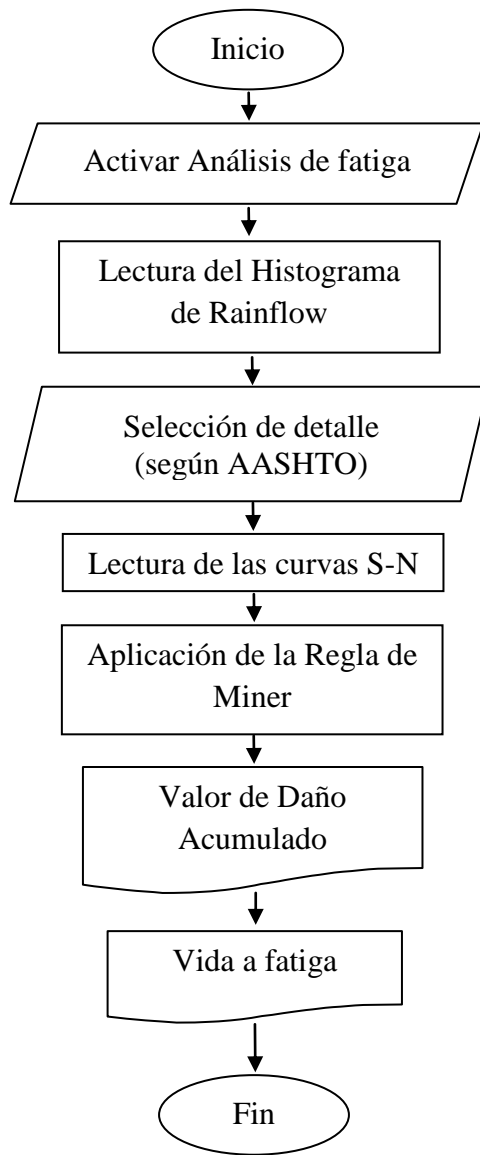 Inicio
Activar Análisis de fatiga
Lectura del Histograma
de Rainflow
Selección de detalle
(según AASHTO)
Lectura de las curvas S-N
Aplicación de la Regla de
Miner
Valor de Daño
Acumulado
Vida a fatiga
Fin